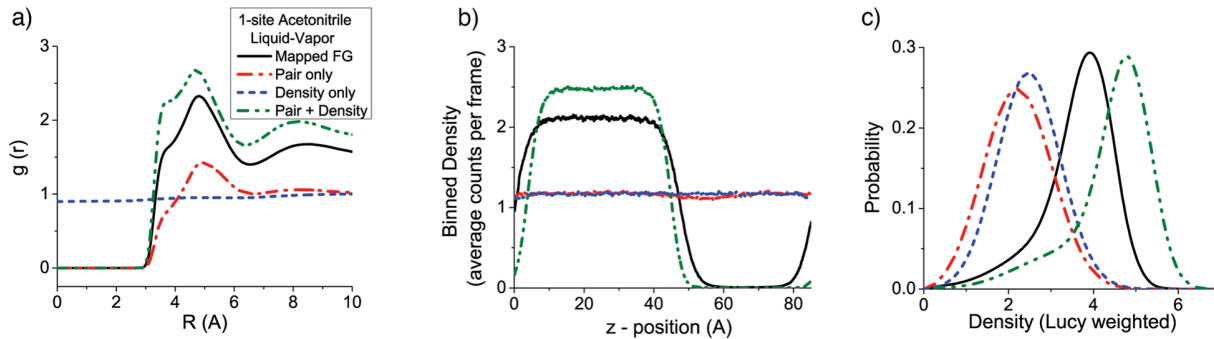 a)
1-site Acetonitrile
Liquid-Vapor
Mapped FG
Pair only
Density only
Pair + Density
g (r)
3
2
1
0
0 2 4 6 8 10
R (A)
b)
Binned Density
(average counts per frame)
3
2
1
0
0 20 40 60 80
z - position (A)
c)
Probability
0.3
0.2
0.1
0.0
0 2 4 6
Density (Lucy weighted)